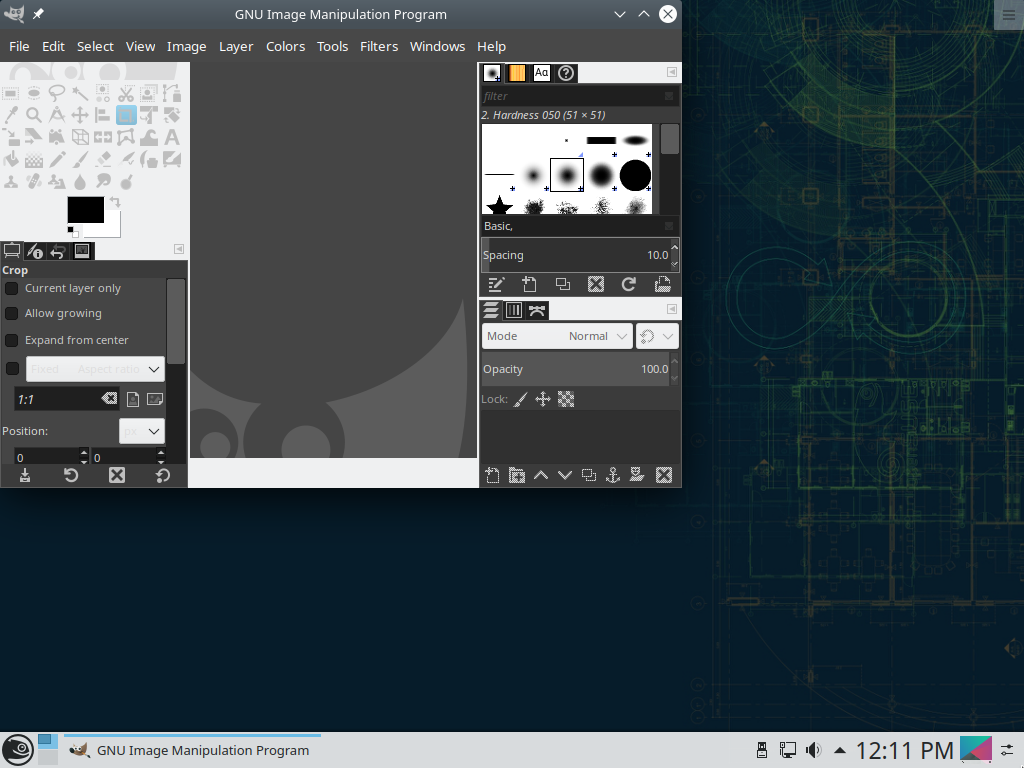 GNU Image Manipulation Program
File Edit Select View Image Layer Colors Tools Filters Windows Help
filter
2. Hardness 050 (51 × 51)
Basic,
Spacing 10.0
Crop
Current layer only
Allow growing
Expand from center
Fixed Aspect ratio
1:1
Position: px
0 0
Aa
Mode Normal
Opacity 100.0
Lock:
GNU Image Manipulation Program
12:11 PM